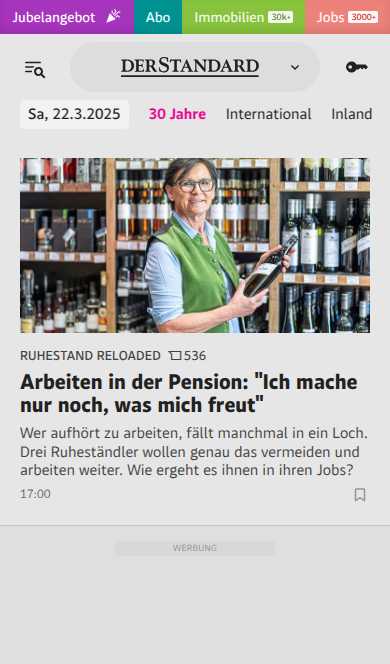 Jubelangebot Abo Immobilien 30k+ Jobs 3000+
DERSTANDARD
Sa, 22.3.2025 30 Jahre International Inland
RUHESTAND RELOADED 536
Arbeiten in der Pension: "Ich mache
nur noch, was mich freut"
Wer aufhört zu arbeiten, fällt manchmal in ein Loch.
Drei Ruheständler wollen genau das vermeiden und
arbeiten weiter. Wie ergeht es ihnen in ihren Jobs?
17:00
WERBUNG